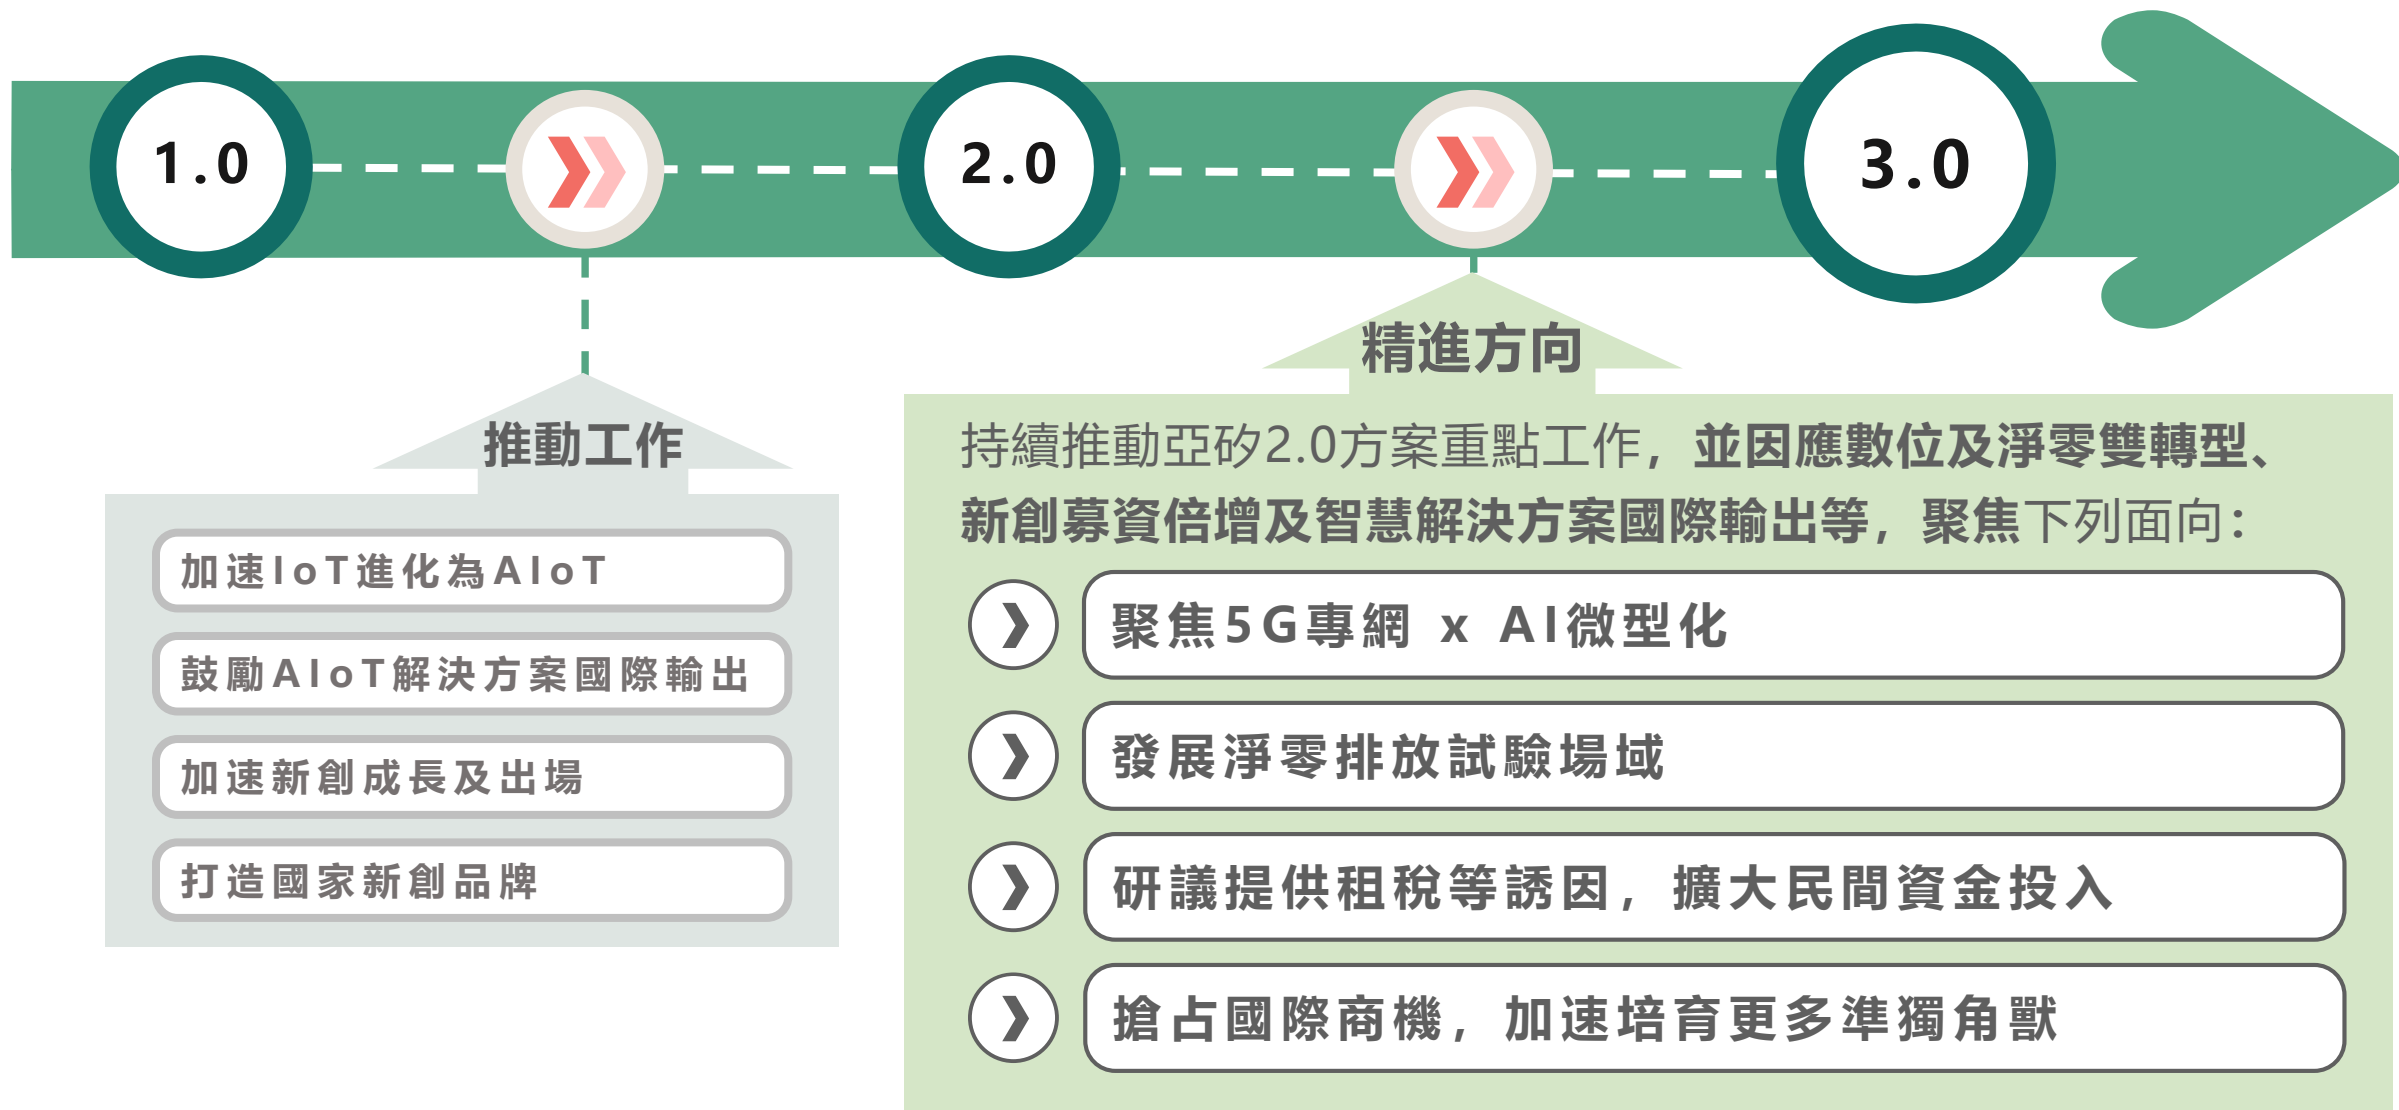 1.0
2.0
3.0
推動工作
加速IoT進化為AIoT
鼓勵AIoT解決方案國際輸出
加速新創成長及出場
打造國家新創品牌
精進方向
持續推動亞矽2.0方案重點工作，並因應數位及淨零雙轉型、
新創募資倍增及智慧解決方案國際輸出等，聚焦下列面向：
聚焦5G專網 x AI微型化
發展淨零排放試驗場域
研議提供租稅等誘因，擴大民間資金投入
搶占國際商機，加速培育更多準獨角獸